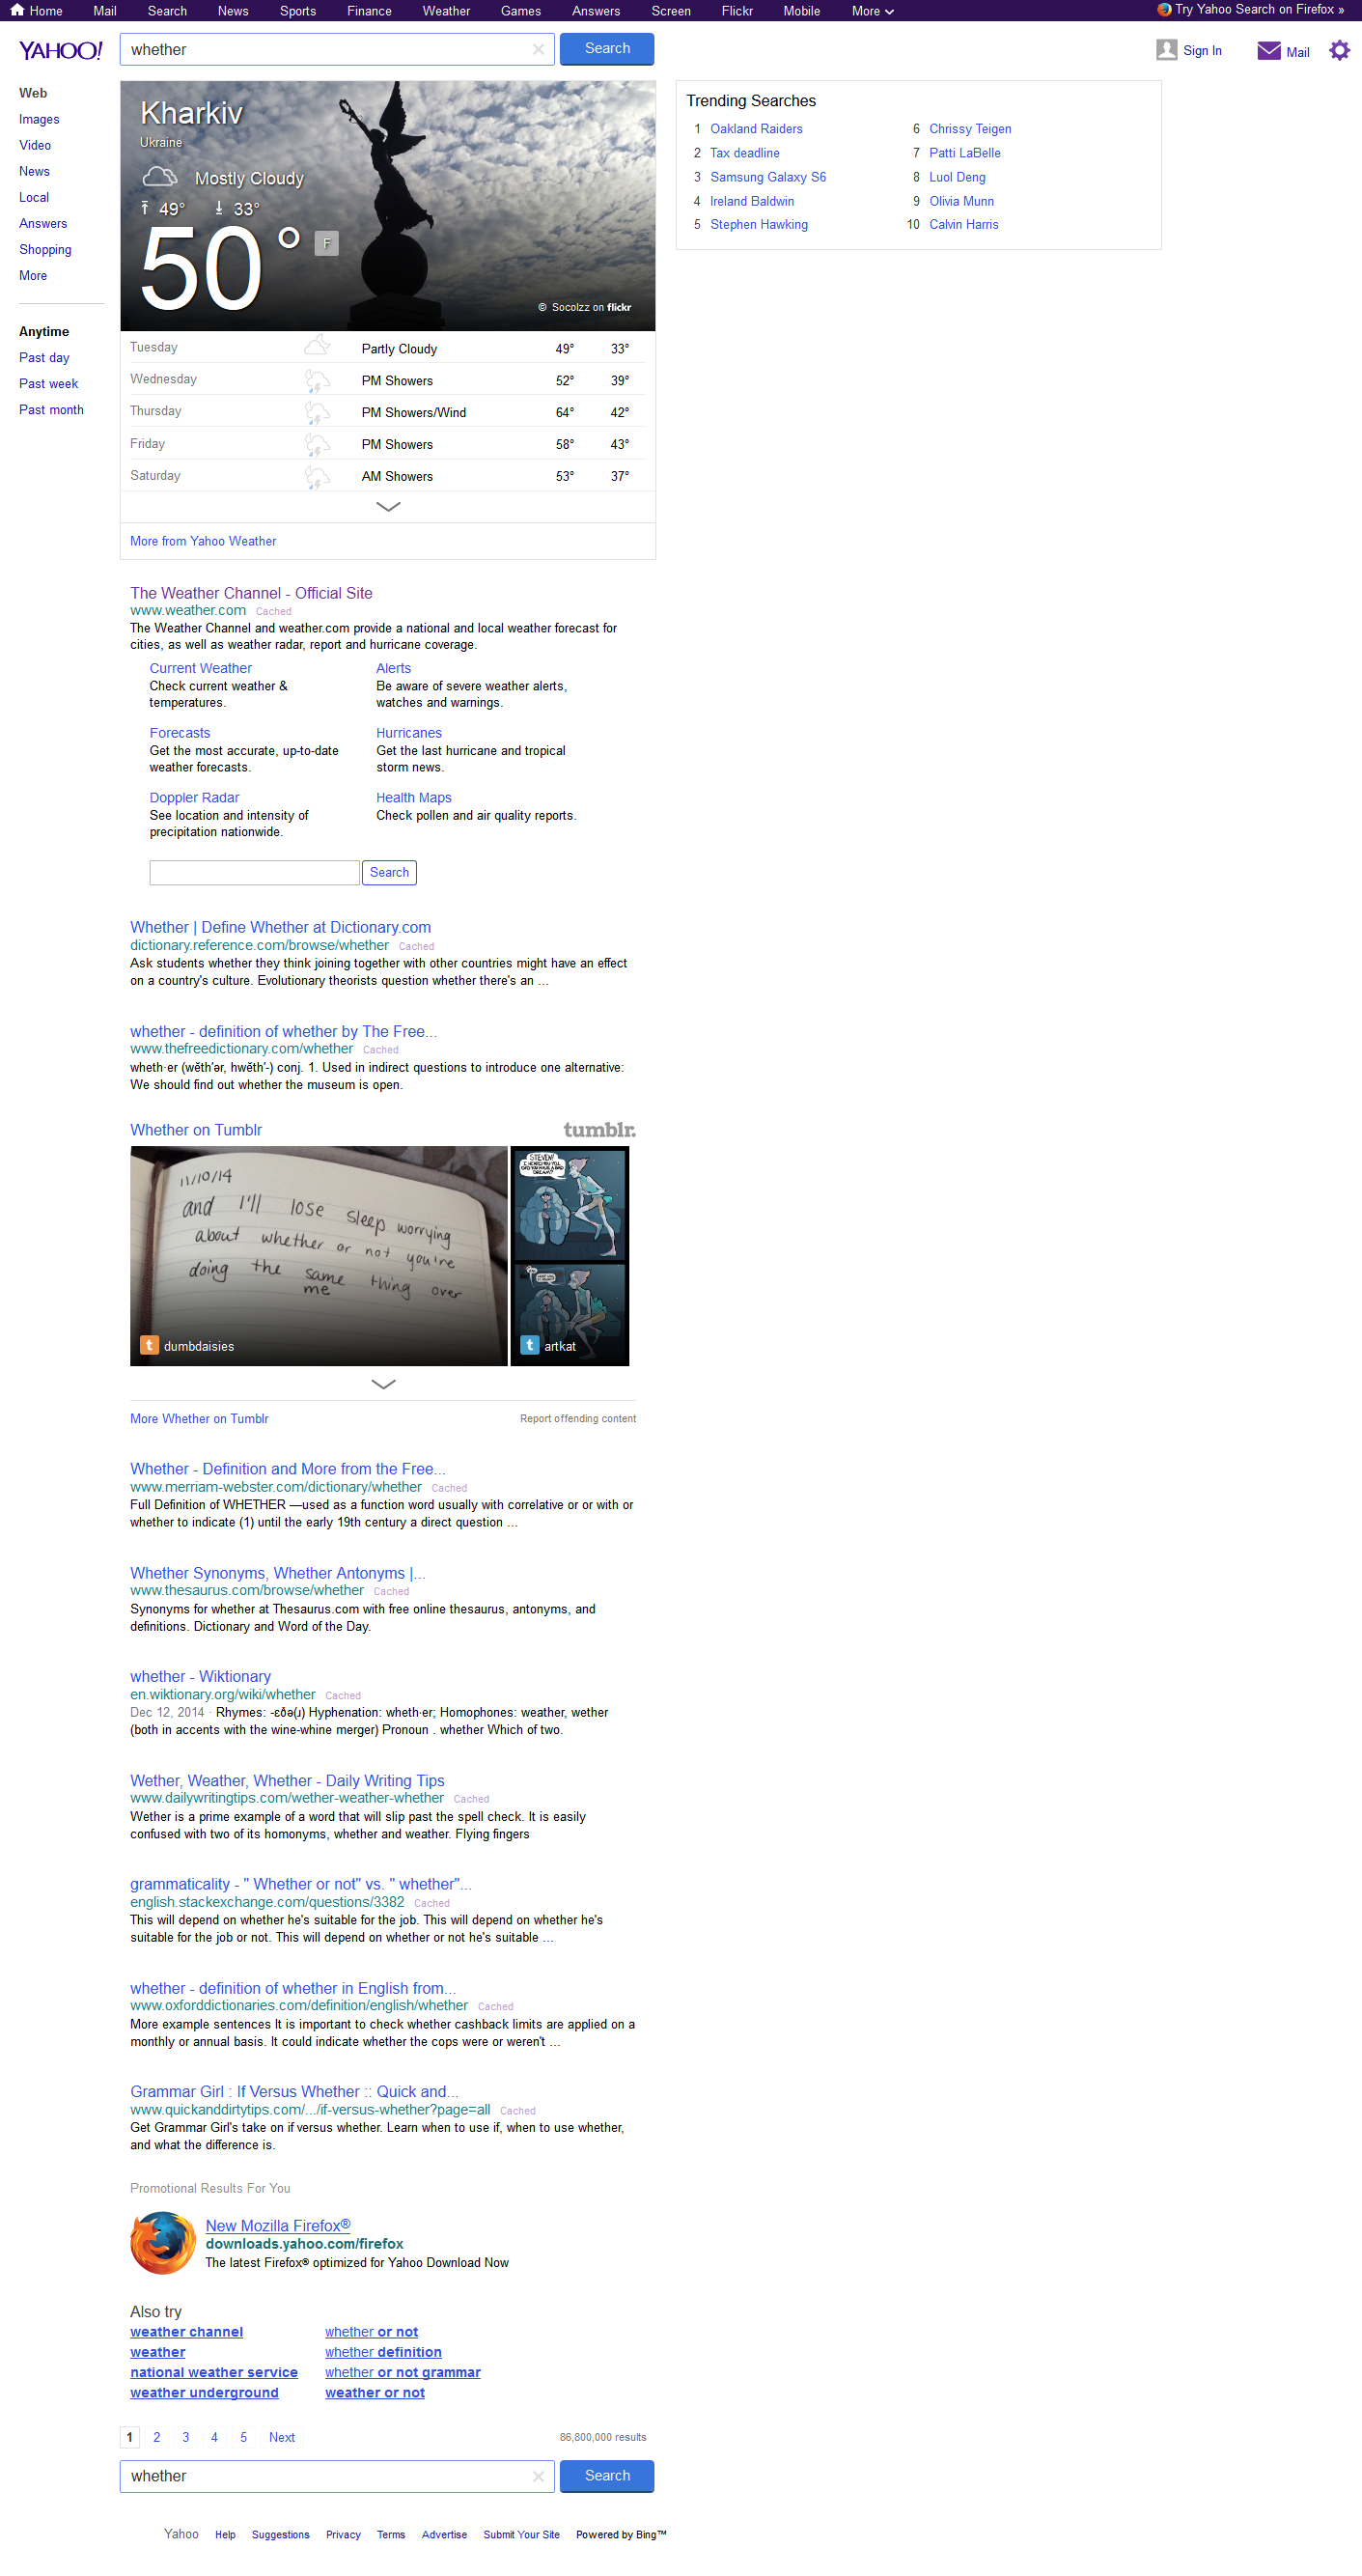 Home Mail Search News Sports Finance Weather Games Answers Screen Flickr Mobile More Try Yahoo Search on Firefox »
YAHOO! whether Search Sign In Mail
Web
Images
Video
News
Local
Answers
Shopping
More
Anytime
Past day
Past week
Past month
Kharkiv
Ukraine
Mostly Cloudy
49° 33°
50° F
© Socolzz on flickr
Tuesday Partly Cloudy 49° 33°
Wednesday PM Showers 52° 39°
Thursday PM Showers/Wind 64° 42°
Friday PM Showers 58° 43°
Saturday AM Showers 53° 37°
More from Yahoo Weather
Trending Searches
1 Oakland Raiders
2 Tax deadline
3 Samsung Galaxy S6
4 Ireland Baldwin
5 Stephen Hawking
6 Chrissy Teigen
7 Patti LaBelle
8 Luol Deng
9 Olivia Munn
10 Calvin Harris
The Weather Channel - Official Site
www.weather.com Cached
The Weather Channel and weather.com provide a national and local weather forecast for
cities, as well as weather radar, report and hurricane coverage.
Current Weather
Check current weather &
temperatures.
Alerts
Be aware of severe weather alerts,
watches and warnings.
Forecasts
Get the most accurate, up-to-date
weather forecasts.
Hurricanes
Get the last hurricane and tropical
storm news.
Doppler Radar
See location and intensity of
precipitation nationwide.
Health Maps
Check pollen and air quality reports.
Search
Whether | Define Whether at Dictionary.com
dictionary.reference.com/browse/whether Cached
Ask students whether they think joining together with other countries might have an effect
on a country's culture. Evolutionary theorists question whether there's an ...
whether - definition of whether by The Free...
www.thefreedictionary.com/whether Cached
wheth·er (wĕth′ər, hwĕth′-) conj. 1. Used in indirect questions to introduce one alternative:
We should find out whether the museum is open.
Whether on Tumblr tumblr.
11/10/14
and I'll lose sleep worrying
about whether or not you're
doing the same thing over
me
dumbdaisies
STEVEN!
I HEARD YOU YELL
DID YOU HAVE A BAD
DREAM?
artkat
More Whether on Tumblr Report offending content
Whether - Definition and More from the Free...
www.merriam-webster.com/dictionary/whether Cached
Full Definition of WHETHER —used as a function word usually with correlative or or with or
whether to indicate (1) until the early 19th century a direct question ...
Whether Synonyms, Whether Antonyms |...
www.thesaurus.com/browse/whether Cached
Synonyms for whether at Thesaurus.com with free online thesaurus, antonyms, and
definitions. Dictionary and Word of the Day.
whether - Wiktionary
en.wiktionary.org/wiki/whether Cached
Dec 12, 2014 · Rhymes: -ɛðə(ɹ) Hyphenation: wheth·er; Homophones: weather, wether
(both in accents with the wine-whine merger) Pronoun . whether Which of two.
Wether, Weather, Whether - Daily Writing Tips
www.dailywritingtips.com/wether-weather-whether Cached
Wether is a prime example of a word that will slip past the spell check. It is easily
confused with two of its homonyms, whether and weather. Flying fingers
grammaticality - " Whether or not" vs. " whether"...
english.stackexchange.com/questions/3382 Cached
This will depend on whether he's suitable for the job. This will depend on whether he's
suitable for the job or not. This will depend on whether or not he's suitable ...
whether - definition of whether in English from...
www.oxforddictionaries.com/definition/english/whether Cached
More example sentences It is important to check whether cashback limits are applied on a
monthly or annual basis. It could indicate whether the cops were or weren't ...
Grammar Girl : If Versus Whether :: Quick and...
www.quickanddirtytips.com/.../if-versus-whether?page=all Cached
Get Grammar Girl's take on if versus whether. Learn when to use if, when to use whether,
and what the difference is.
Promotional Results For You
New Mozilla Firefox®
downloads.yahoo.com/firefox
The latest Firefox® optimized for Yahoo Download Now
Also try
weather channel
weather
national weather service
weather underground
whether or not
whether definition
whether or not grammar
weather or not
1 2 3 4 5 Next 86,800,000 results
whether Search
Yahoo Help Suggestions Privacy Terms Advertise Submit Your Site Powered by Bing™